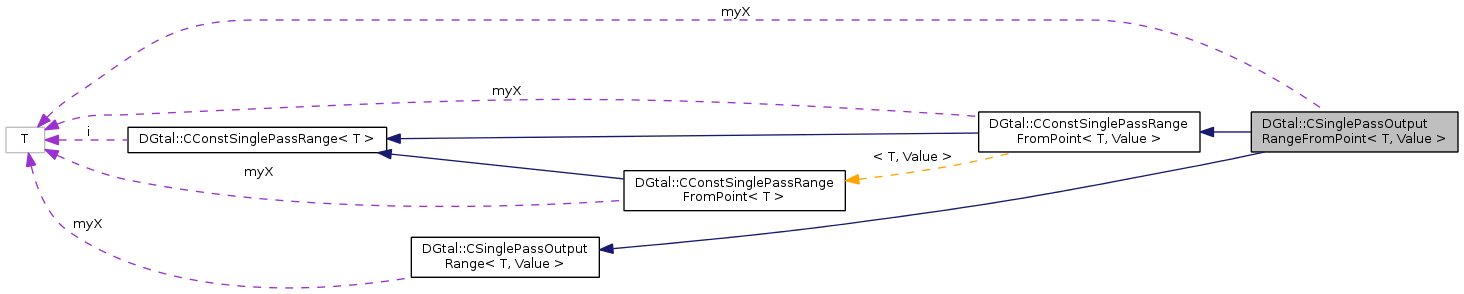 myX
myX
DGtal::CConstSinglePassRange
FromPoint< T, Value >
DGtal::CSinglePassOutput
RangeFromPoint< T, Value >
T
i
DGtal::CConstSinglePassRange< T >
< T, Value >
myX
DGtal::CConstSinglePassRange
FromPoint< T >
myX
DGtal::CSinglePassOutput
Range< T, Value >